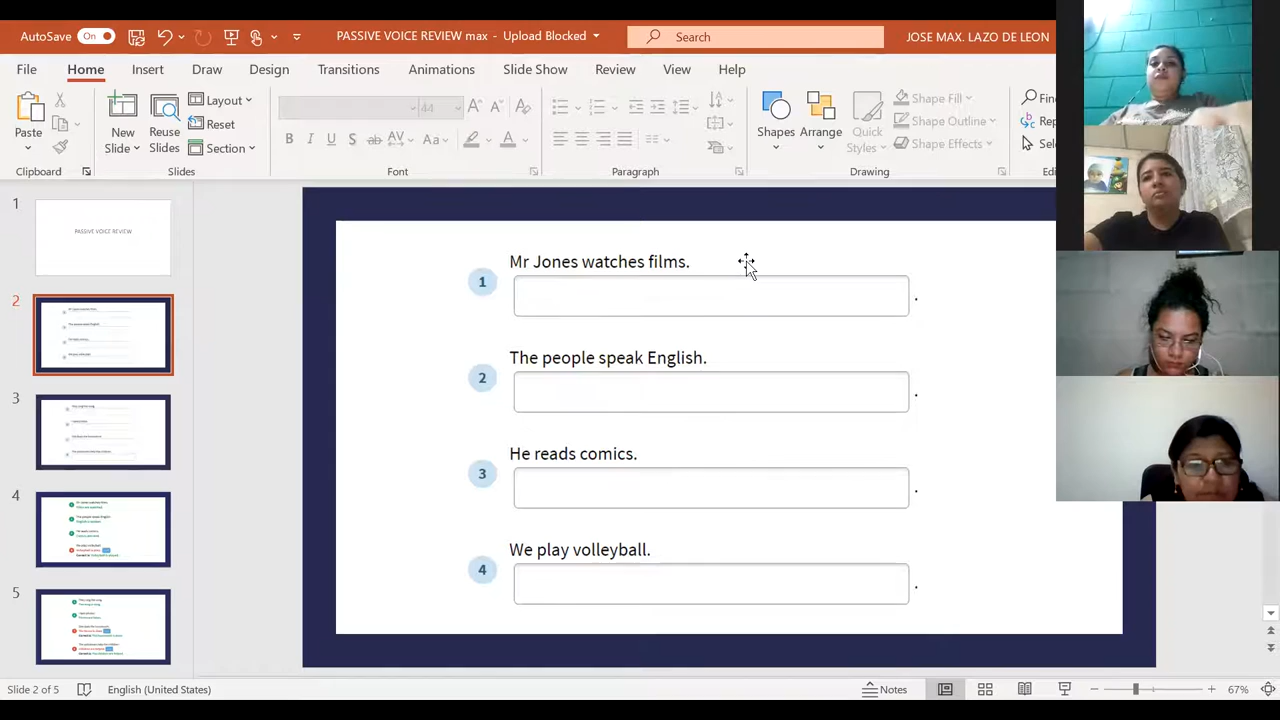 AutoSave On PASSIVE VOICE REVIEW max - Upload Blocked Search JOSE MAX. LAZO DE LEON
File Home Insert Draw Design Transitions Animations Slide Show Review View Help
Paste
Clipboard
New Slide
Reuse Slides
Layout
Reset
Section
Slides
44
B I U S ab AV Aa A
Font
Paragraph
Shapes
Arrange
Quick Styles
Shape Fill
Shape Outline
Shape Effects
Drawing
1
PASSIVE VOICE REVIEW
2
3
4
5
Mr Jones watches films.
1 .
The people speak English.
2 .
He reads comics.
3 .
We play volleyball.
4 .
Slide 2 of 5 English (United States) Notes 67%